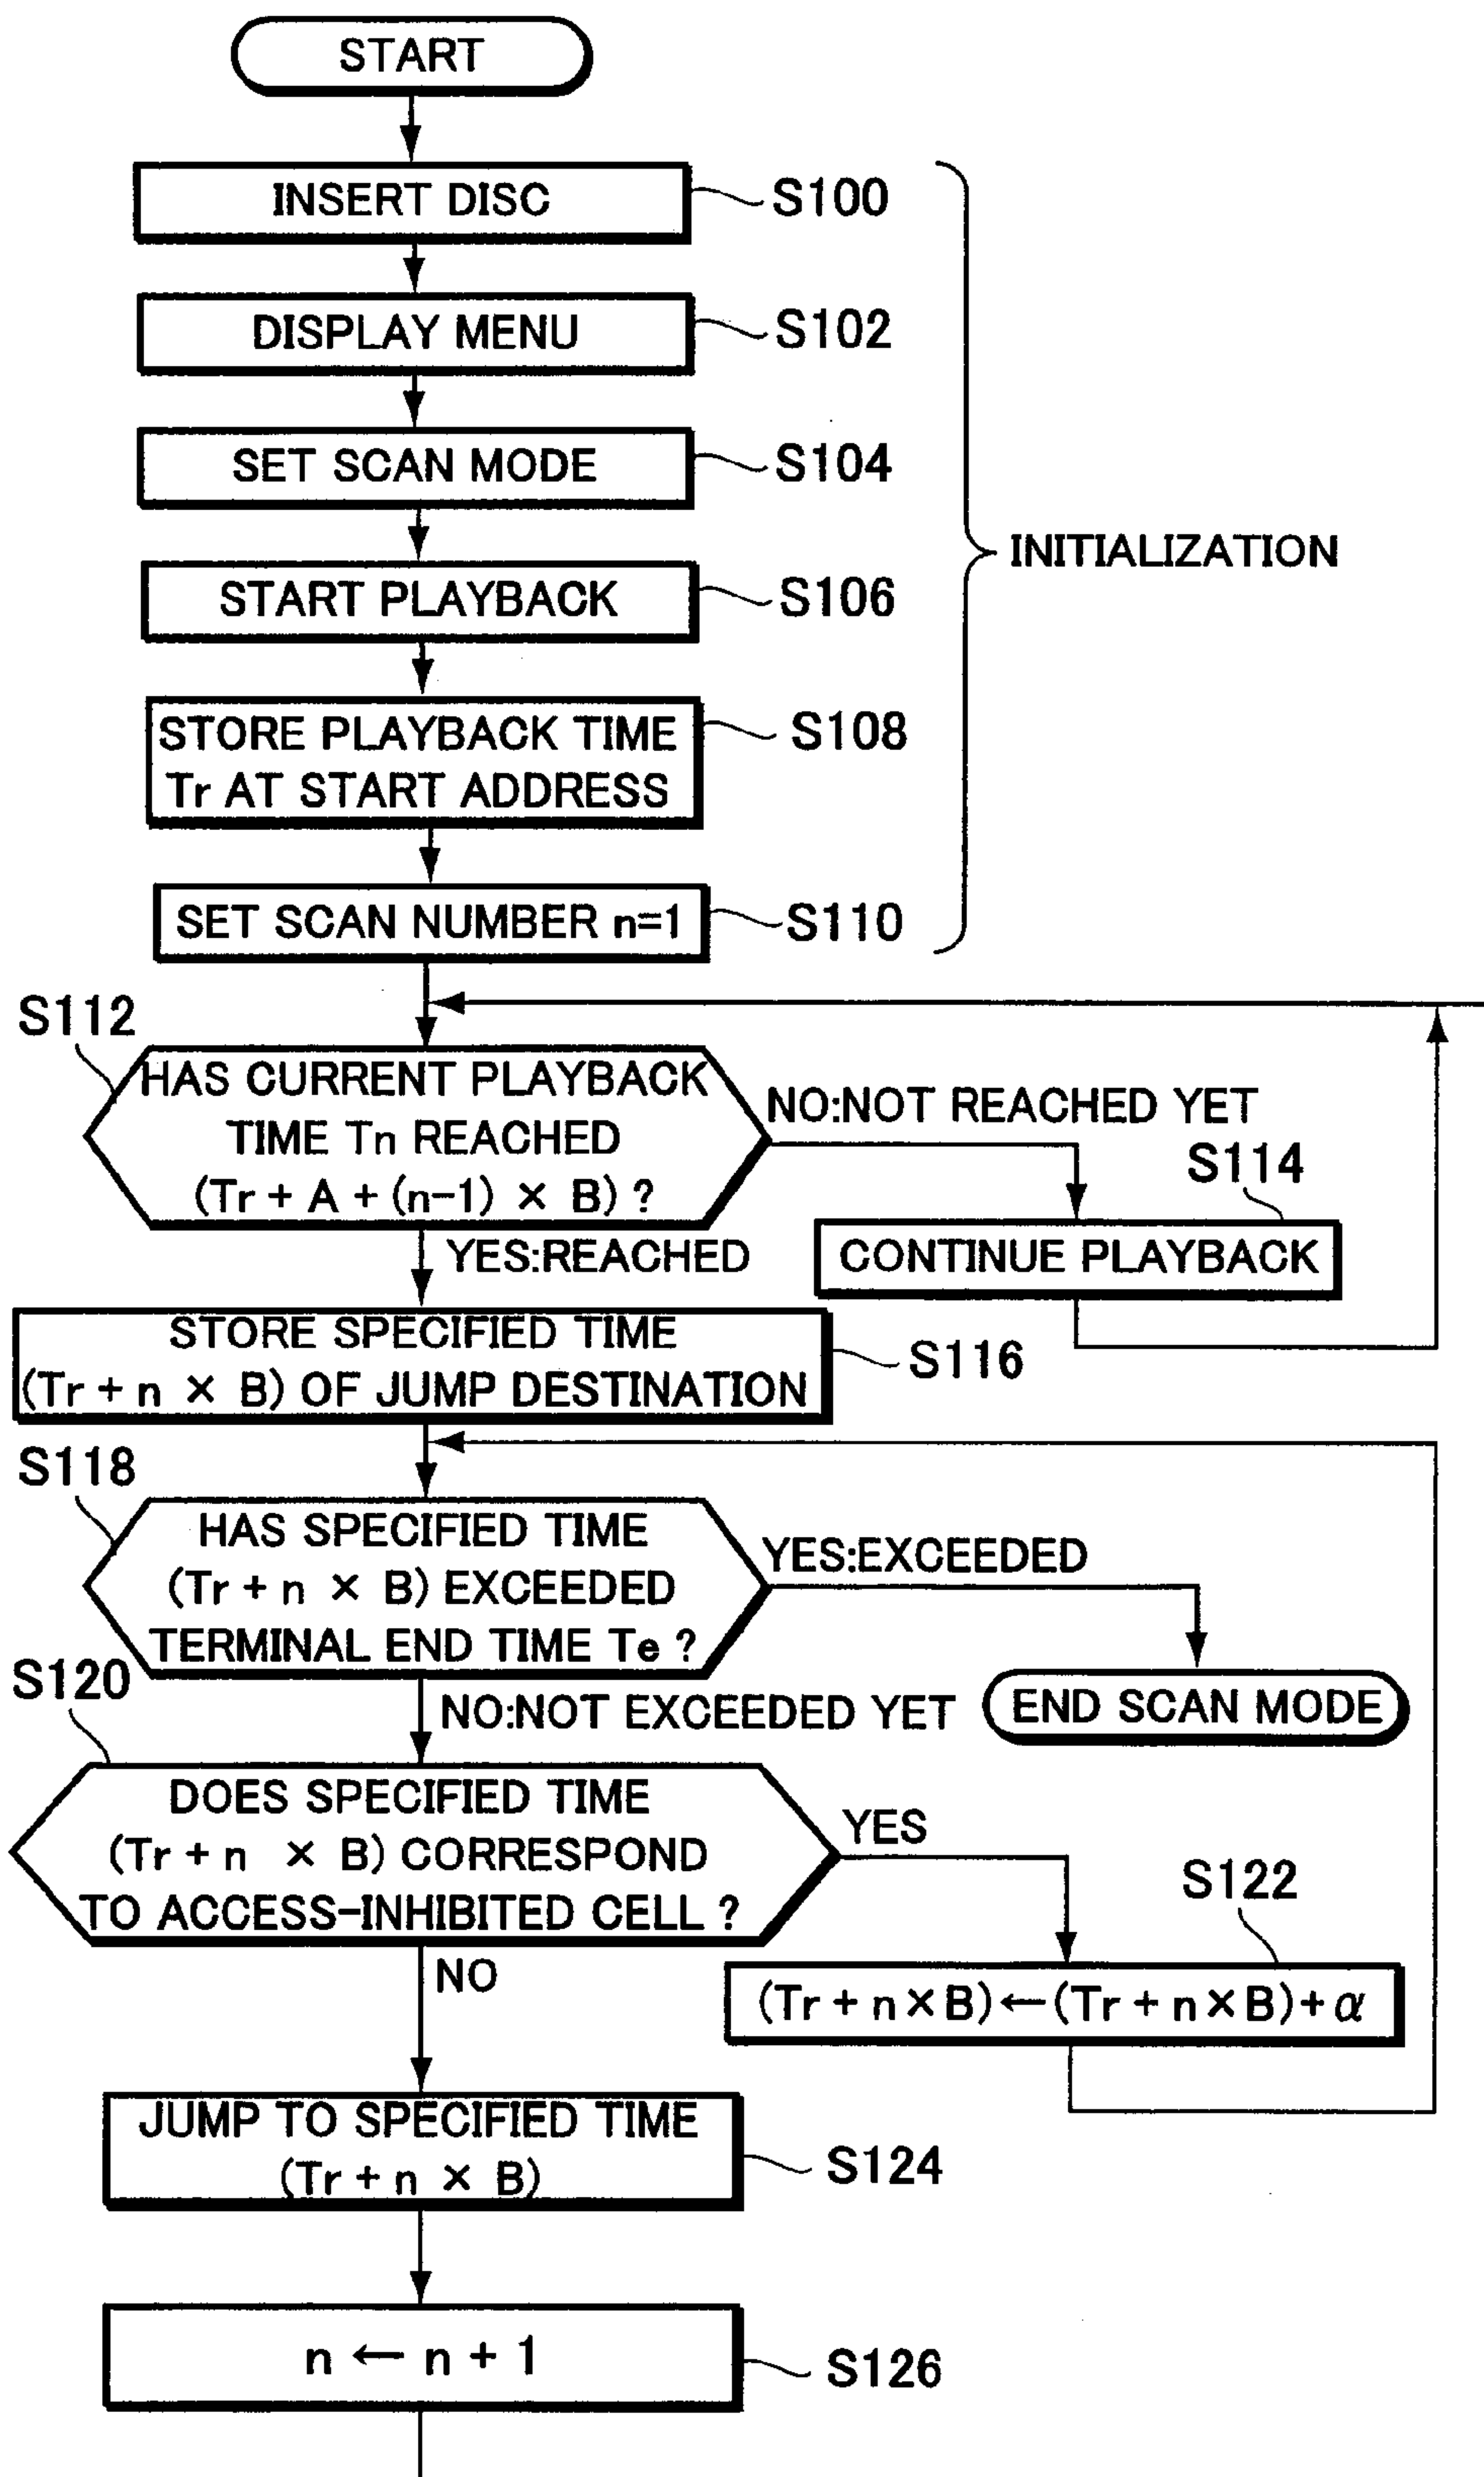 START
INSERT DISC
S100
DISPLAY MENU
S102
SET SCAN MODE
S104
INITIALIZATION
START PLAYBACK
S106
STORE PLAYBACK TIME
Tr AT START ADDRESS
S108
SET SCAN NUMBER n=1
S110
S112
HAS CURRENT PLAYBACK
TIME Tn REACHED
(Tr + A + (n-1) × B) ?
NO:NOT REACHED YET
S114
CONTINUE PLAYBACK
YES:REACHED
STORE SPECIFIED TIME
(Tr + n × B) OF JUMP DESTINATION
S116
S118
HAS SPECIFIED TIME
(Tr + n × B) EXCEEDED
TERMINAL END TIME Te ?
YES:EXCEEDED
END SCAN MODE
S120
NO:NOT EXCEEDED YET
DOES SPECIFIED TIME
(Tr + n × B) CORRESPOND
TO ACCESS-INHIBITED CELL ?
YES
S122
(Tr + n × B) ← (Tr + n × B) + α
NO
JUMP TO SPECIFIED TIME
(Tr + n × B)
S124
n ← n + 1
S126